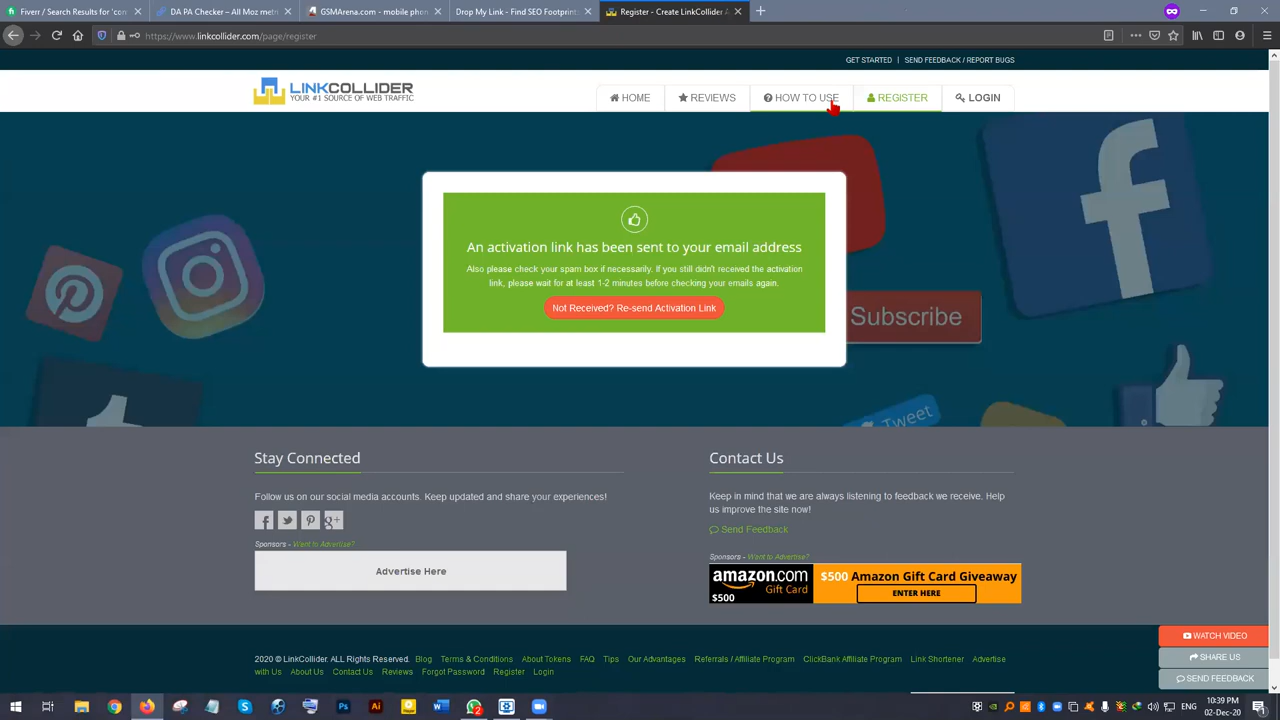 Fiverr / Search Results for 'con
DA PA Checker – All Moz metri
GSMArena.com - mobile phon
Drop My Link - Find SEO Footprints
Register - Create LinkCollider Ac
https://www.linkcollider.com/page/register
GET STARTED | SEND FEEDBACK / REPORT BUGS
LINKCOLLIDER
YOUR #1 SOURCE OF WEB TRAFFIC
HOME REVIEWS HOW TO USE REGISTER LOGIN
An activation link has been sent to your email address
Also please check your spam box if necessarily. If you still didn't received the activation
link, please wait for at least 1-2 minutes before checking your emails again.
Not Received? Re-send Activation Link
Subscribe
Tweet
Stay Connected
Follow us on our social media accounts. Keep updated and share your experiences!
Sponsors - Want to Advertise?
Advertise Here
Contact Us
Keep in mind that we are always listening to feedback we receive. Help
us improve the site now!
Send Feedback
Sponsors - Want to Advertise?
amazon.com
Gift Card
$500
$500 Amazon Gift Card Giveaway
ENTER HERE
2020 © LinkCollider. ALL Rights Reserved. Blog Terms & Conditions About Tokens FAQ Tips Our Advantages Referrals / Affiliate Program ClickBank Affiliate Program Link Shortener Advertise
with Us About Us Contact Us Reviews Forgot Password Register Login
WATCH VIDEO
SHARE US
SEND FEEDBACK
10:39 PM
02-Dec-20